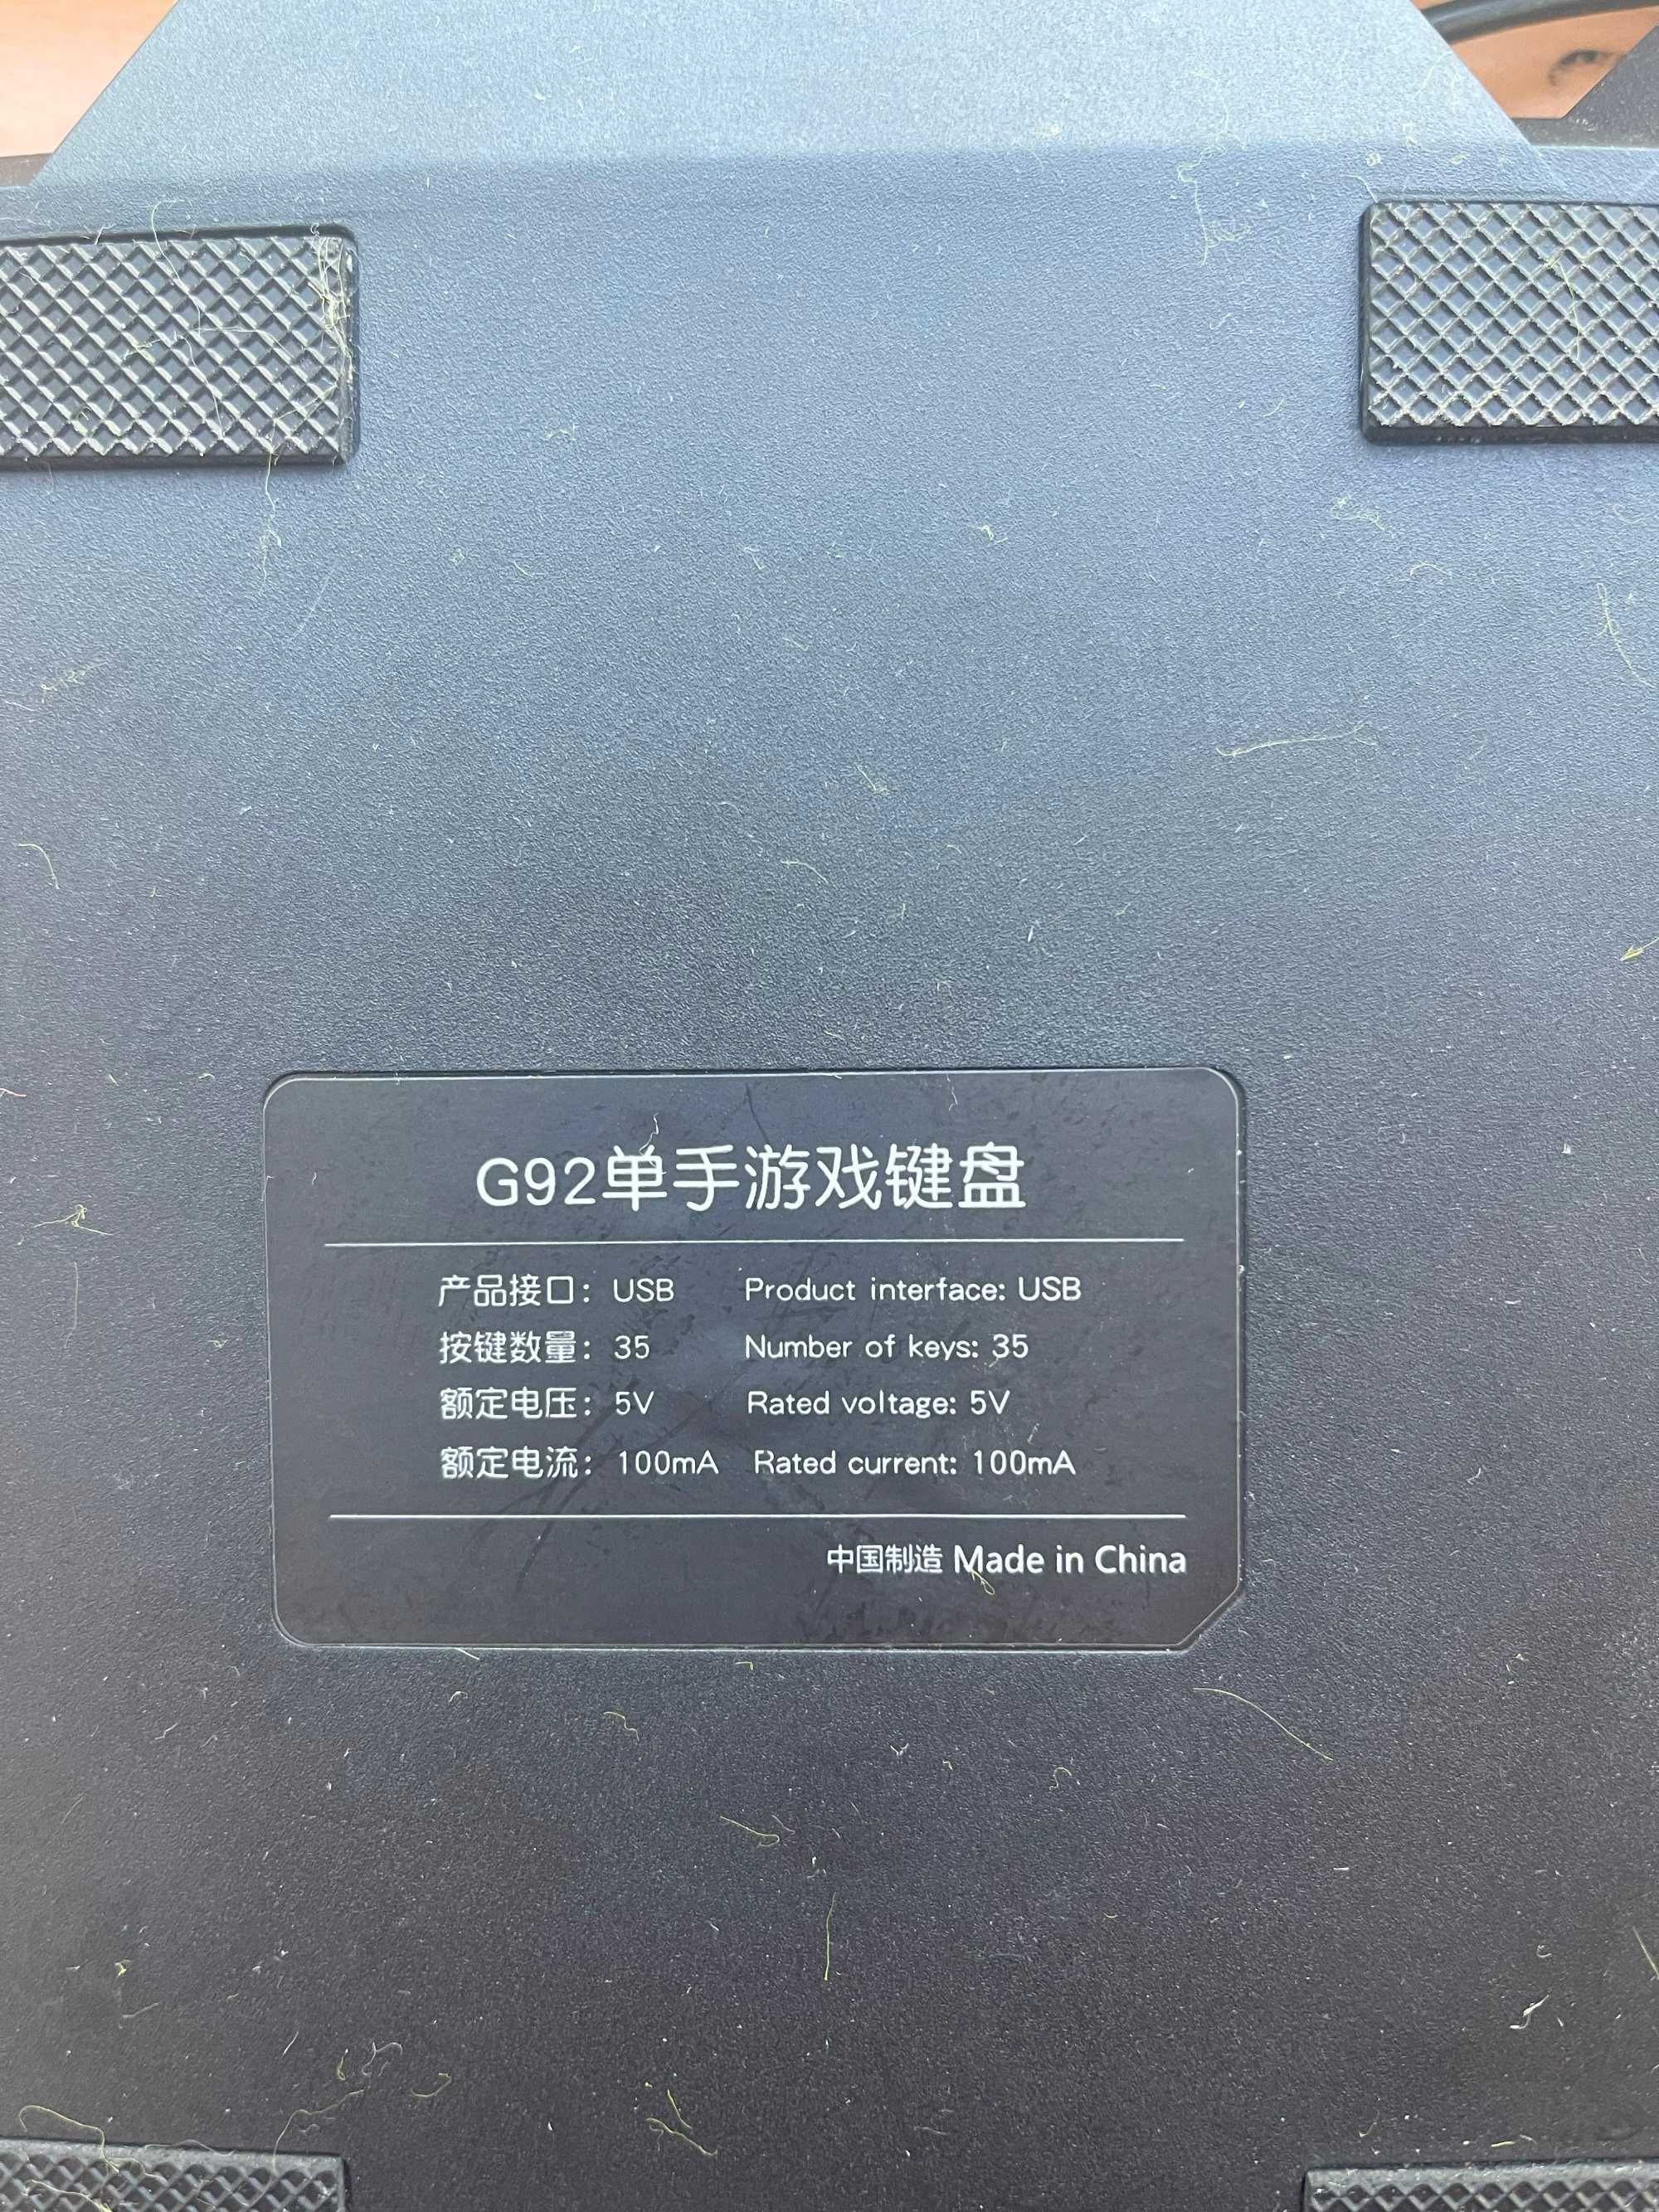 G92单手游戏键盘
产品接口：USB Product interface: USB
按键数量：35 Number of keys: 35
额定电压：5V Rated voltage: 5V
额定电流：100mA Rated current: 100mA
中国制造 Made in China